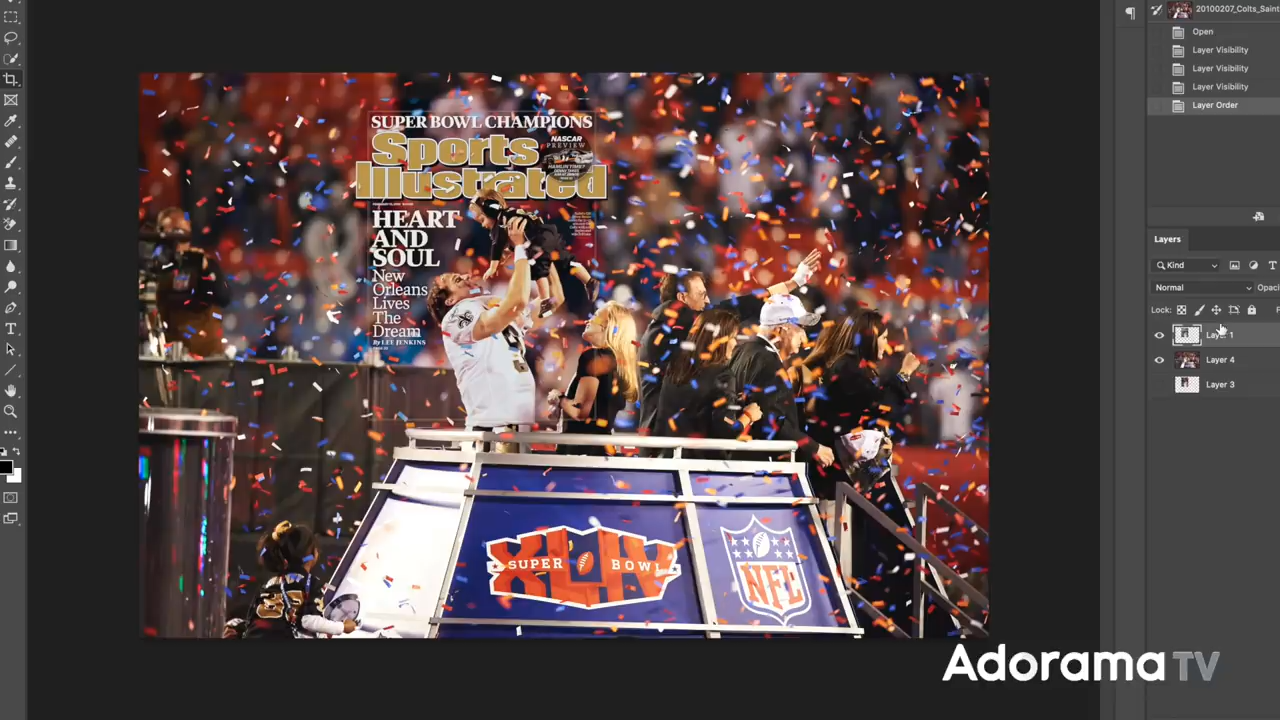 20100207_Colts_Saint
Open
Layer Visibility
Layer Visibility
Layer Visibility
Layer Order
SUPER BOWL CHAMPIONS
Sports
Illustrated
NASCAR
PREVIEW
HEART
AND
SOUL
New
Orleans
Lives
The
Dream
By LEE JENKINS
Layers
Kind
Normal
Opaci
Lock:
Layer 1
Layer 4
Layer 3
XLIV
SUPER BOWL
NFL
Adorama TV